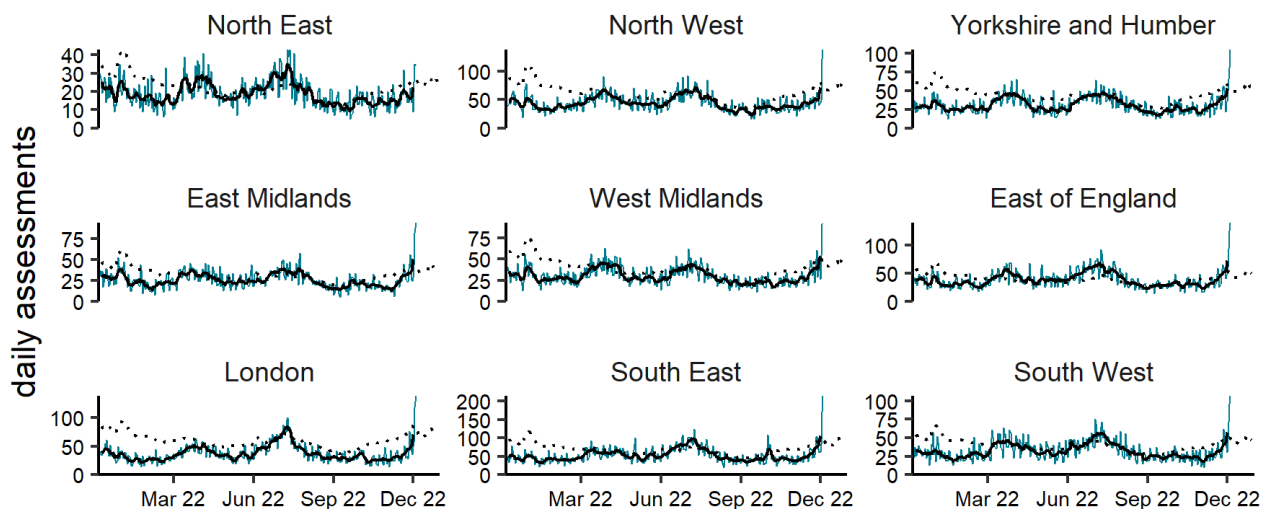 daily assessments
North East
North West
Yorkshire and Humber
40
30
20
10
0
100
50
0
100
75
50
25
0
East Midlands
West Midlands
East of England
75
50
25
0
75
50
25
0
100
50
0
London
South East
South West
100
50
0
200
150
100
50
0
100
75
50
25
0
Mar 22 Jun 22 Sep 22 Dec 22
Mar 22 Jun 22 Sep 22 Dec 22
Mar 22 Jun 22 Sep 22 Dec 22